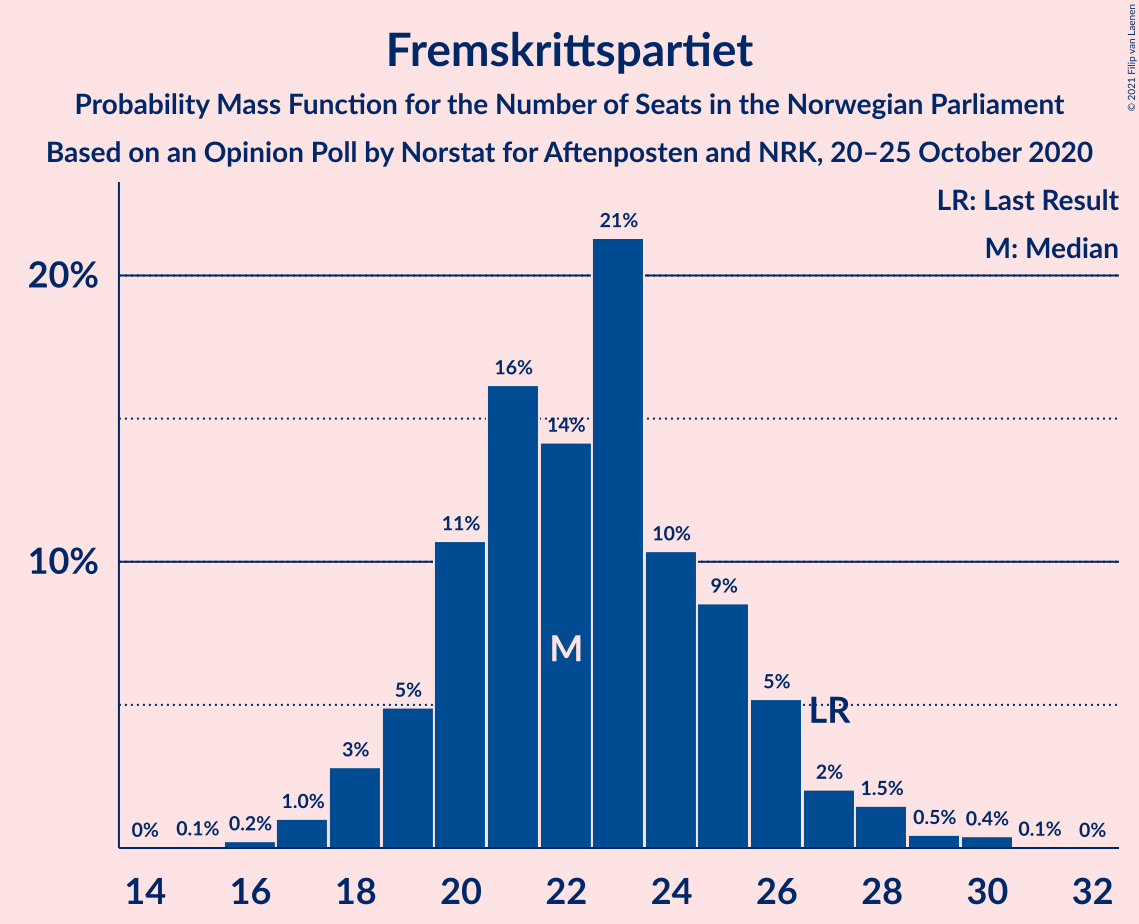 Fremskrittspartiet
Probability Mass Function for the Number of Seats in the Norwegian Parliament
Based on an Opinion Poll by Norstat for Aftenposten and NRK, 20–25 October 2020
© 2021 Filip van Laenen
LR: Last Result
M: Median
20%
10%
0%
0.1%
0.2%
1.0%
3%
5%
11%
16%
14%
21%
10%
9%
5%
2%
1.5%
0.5%
0.4%
0.1%
0%
M
LR
14 16 18 20 22 24 26 28 30 32